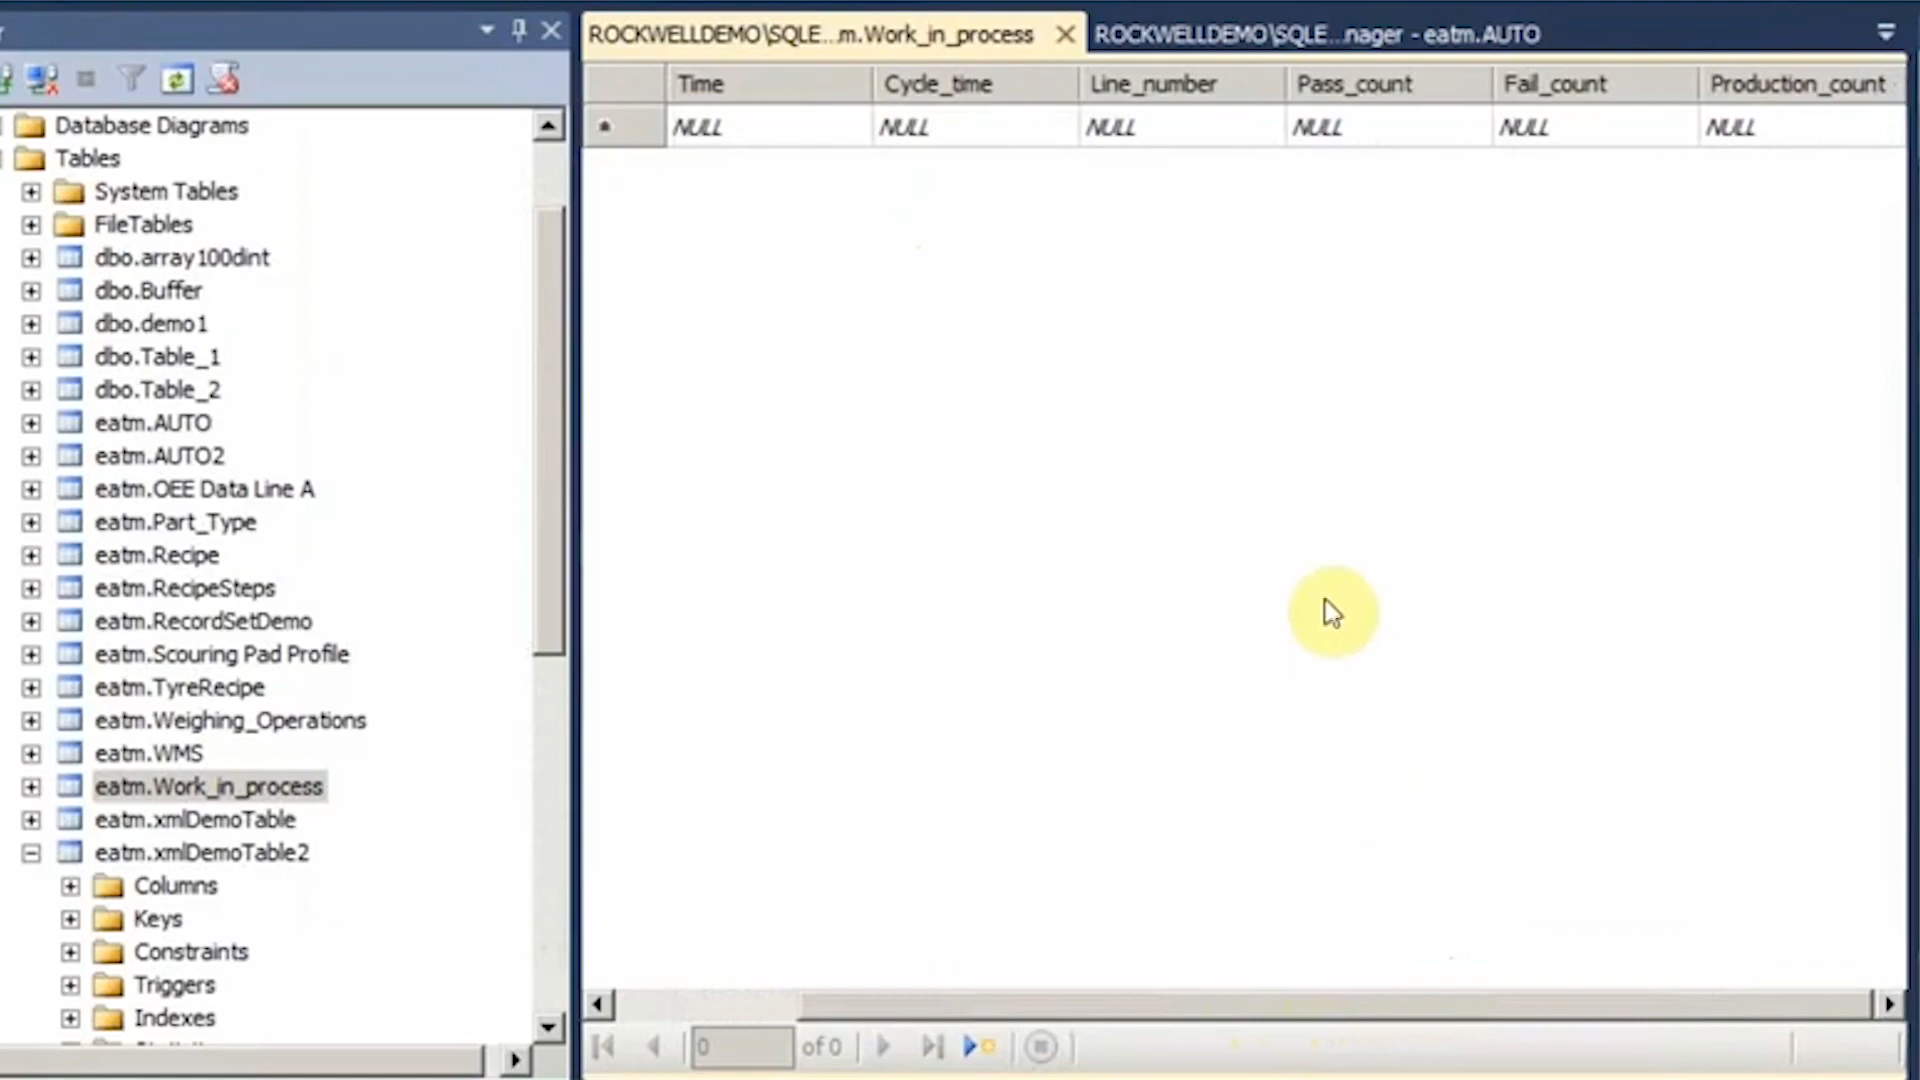 ROCKWELLDEMO\SQLE...m.Work_in_process
ROCKWELLDEMO\SQLE...nager - eatm.AUTO
Database Diagrams
Tables
System Tables
FileTables
dbo.array100dint
dbo.Buffer
dbo.demo1
dbo.Table_1
dbo.Table_2
eatm.AUTO
eatm.AUTO2
eatm.OEE Data Line A
eatm.Part_Type
eatm.Recipe
eatm.RecipeSteps
eatm.RecordSetDemo
eatm.Scouring Pad Profile
eatm.TyreRecipe
eatm.Weighing_Operations
eatm.WMS
eatm.Work_in_process
eatm.xmlDemoTable
eatm.xmlDemoTable2
Columns
Keys
Constraints
Triggers
Indexes
Time Cycle_time Line_number Pass_count Fail_count Production_count
NULL NULL NULL NULL NULL NULL
0 of 0